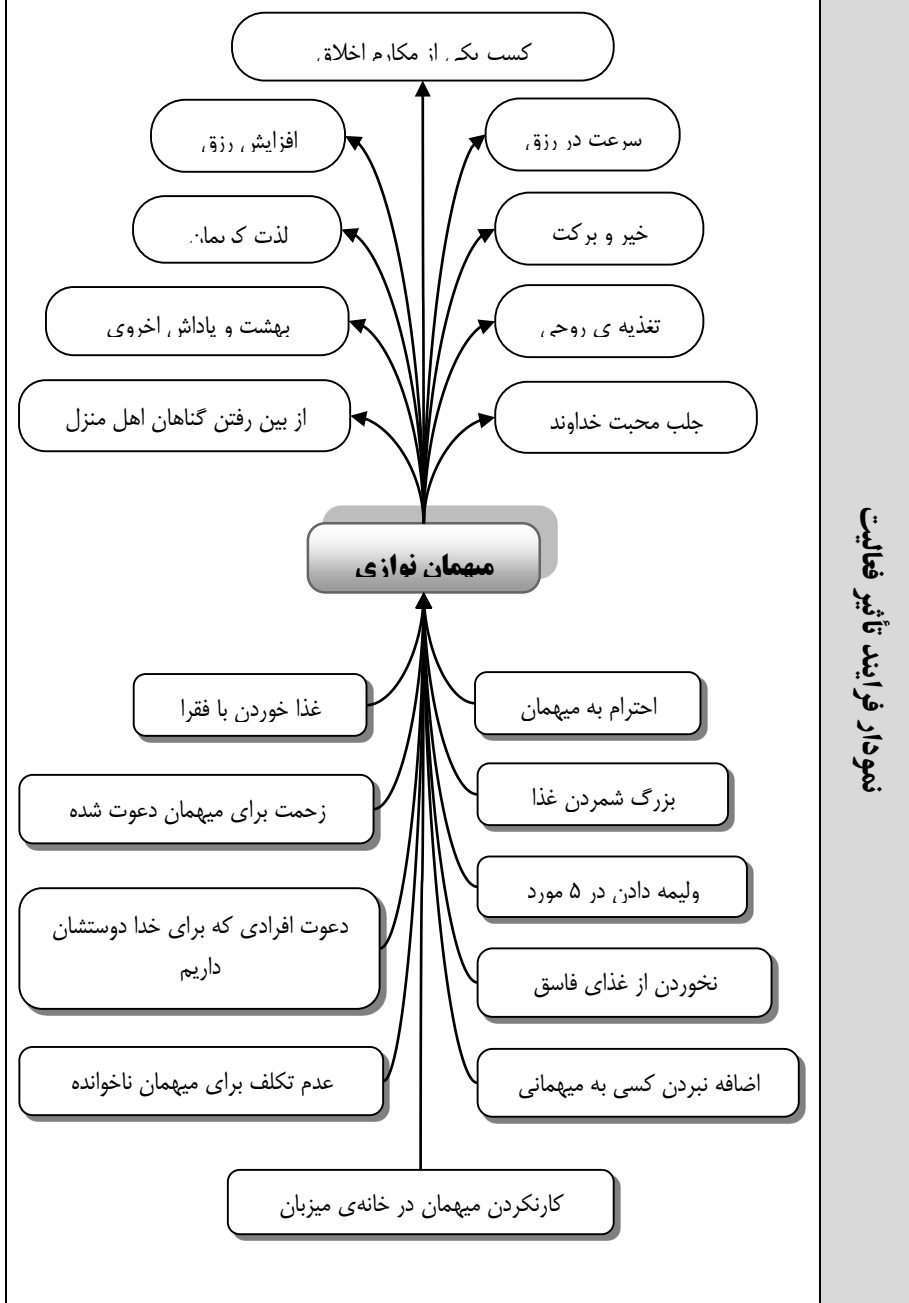 کسب یکی از مکارم اخلاق
سرعت در رزق
افزایش رزق
خیر و برکت
لذت کریمان
تغذیه ی روحی
بهشت و پاداش اخروی
جلب محبت خداوند
از بین رفتن گناهان اهل منزل
میهمان نوازی
احترام به میهمان
غذا خوردن با فقرا
بزرگ شمردن غذا
زحمت برای میهمان دعوت شده
ولیمه دادن در ۵ مورد
دعوت افرادی که برای خدا دوستشان
داریم
نخوردن از غذای فاسق
عدم تکلف برای میهمان ناخوانده
اضافه نبردن کسی به میهمانی
کارنکردن میهمان در خانه‌ی میزبان
نمودار فرایند تأثیر فعالیت